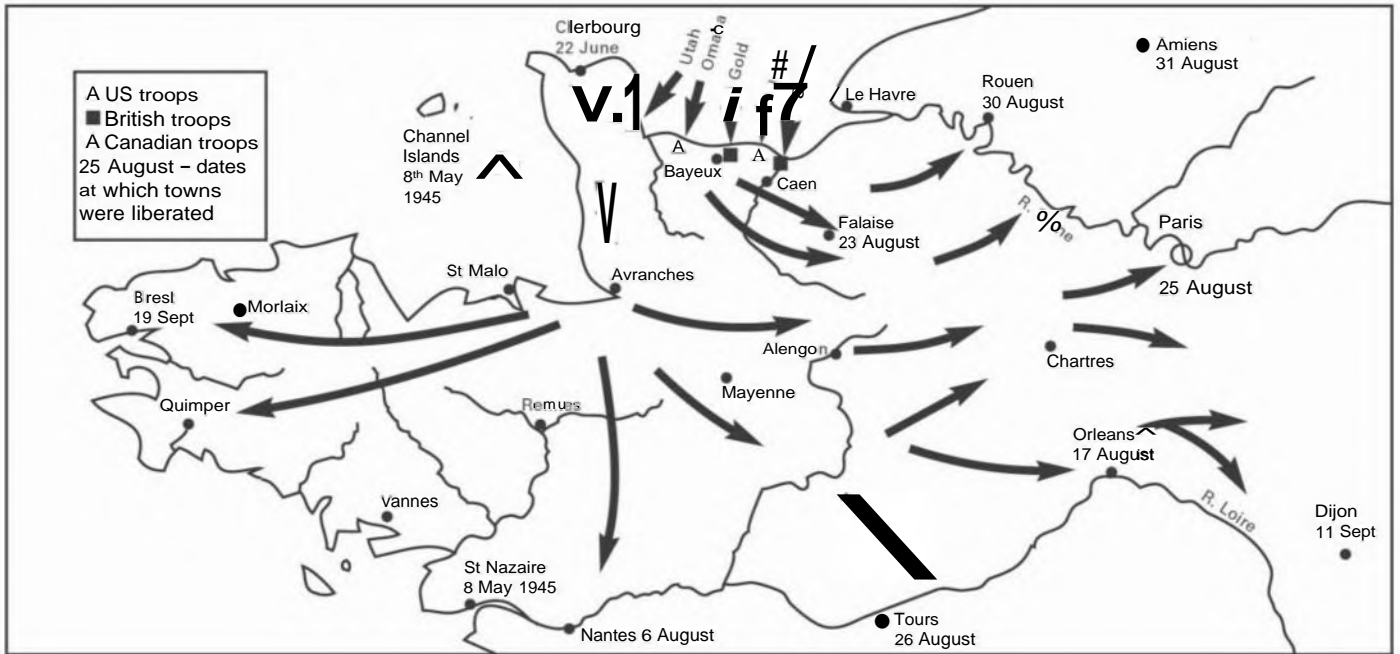 A US troops
British troops
A Canadian troops
25 August – dates
at which towns
were liberated
Clerbourg
22 June
Utah
Omaha
Gold
Channel
Islands
8th May
1945
A
A
Bayeux
Caen
Le Havre
Rouen
30 August
Amiens
31 August
Falaise
23 August
Paris
25 August
St Malo
Avranches
Bresl
19 Sept
Morlaix
Alengon
Chartres
Mayenne
Quimper
Orleans
17 August
Vannes
R. Loire
Dijon
11 Sept
St Nazaire
8 May 1945
Nantes 6 August
Tours
26 August